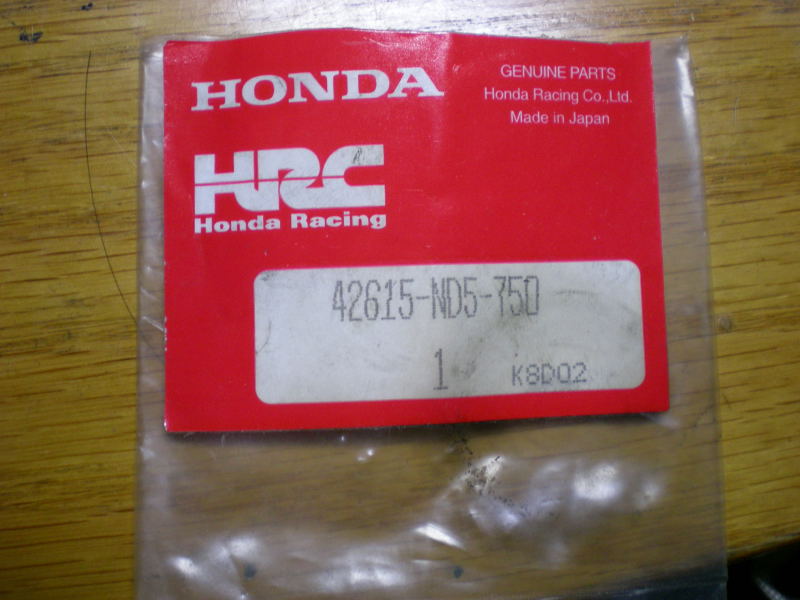 HONDA
GENUINE PARTS
Honda Racing Co.,Ltd.
Made in Japan
HRC
Honda Racing
42615-ND5-750
1 K8D02